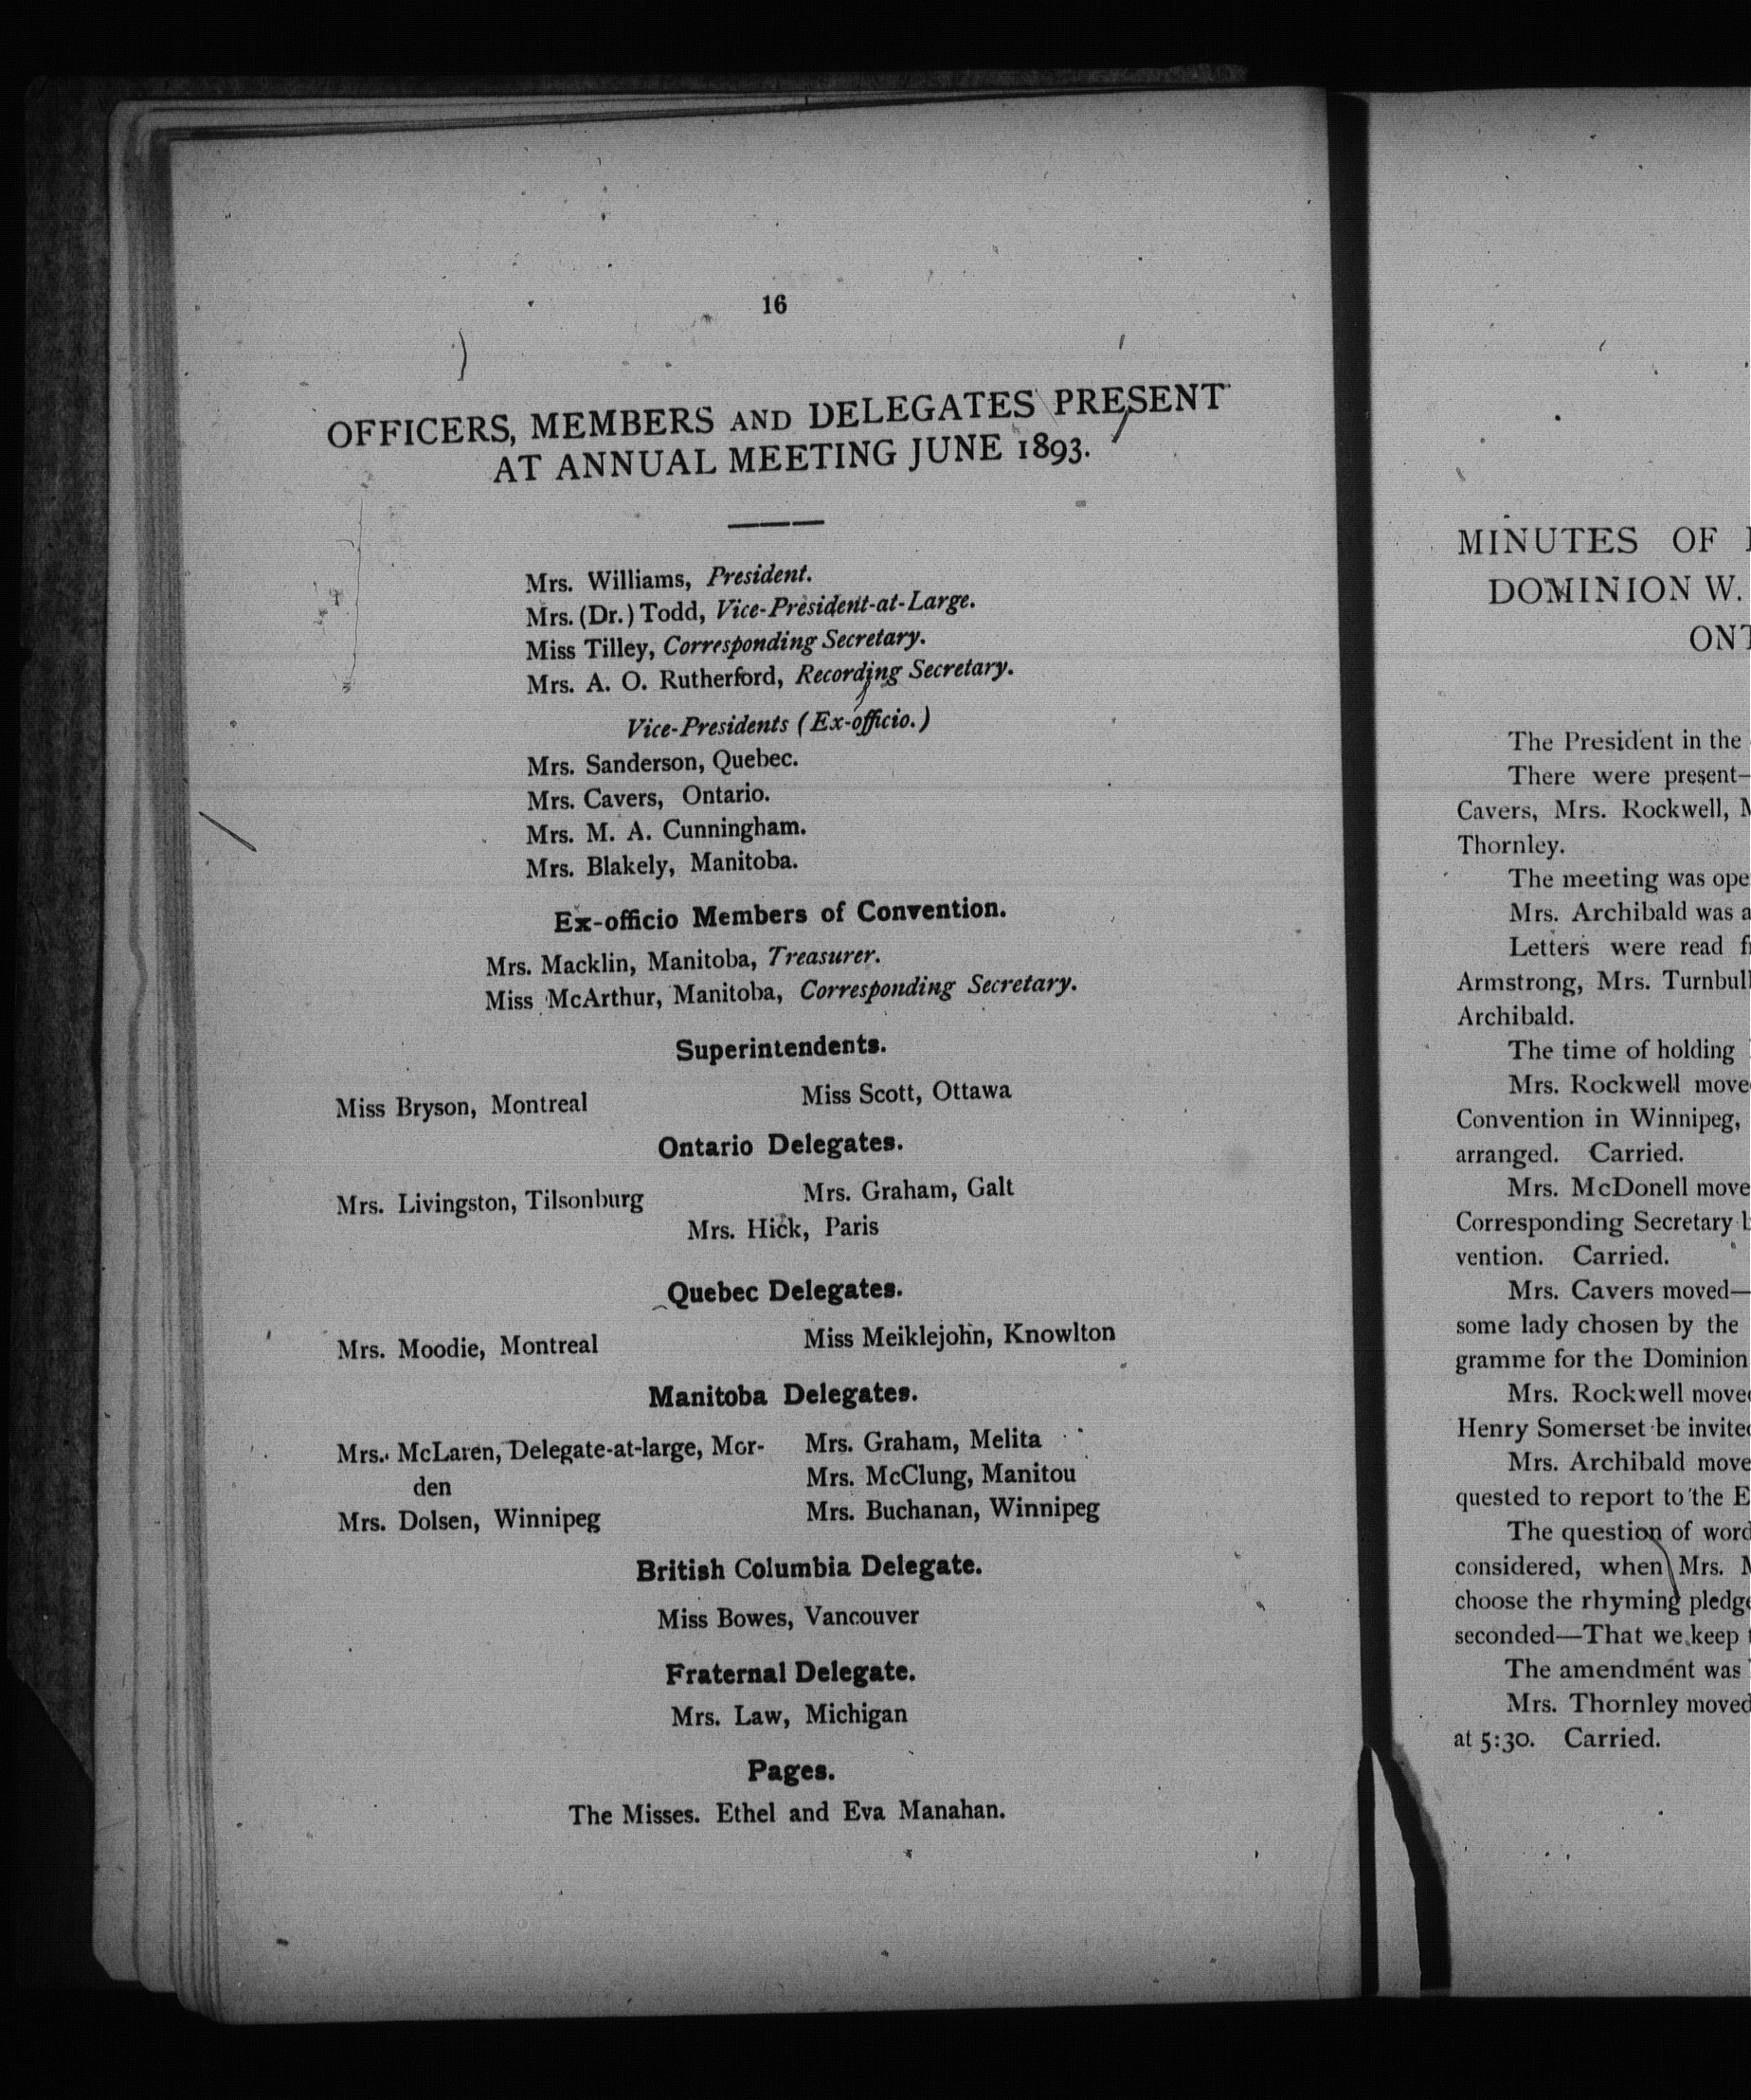 16
OFFICERS, MEMBERS AND DELEGATES PRESENT
AT ANNUAL MEETING JUNE 1893.
Mrs. Williams, President.
Mrs. (Dr.) Todd, Vice-President-at-Large.
Miss Tilley, Corresponding Secretary.
Mrs. A. O. Rutherford, Recording Secretary.
Vice-Presidents (Ex-officio.)
Mrs. Sanderson, Quebec.
Mrs. Cavers, Ontario.
Mrs. M. A. Cunningham.
Mrs. Blakely, Manitoba.
Ex-officio Members of Convention.
Mrs. Macklin, Manitoba, Treasurer.
Miss McArthur, Manitoba, Corresponding Secretary.
Superintendents.
Miss Bryson, Montreal
Miss Scott, Ottawa
Ontario Delegates.
Mrs. Livingston, Tilsonburg
Mrs. Graham, Galt
Mrs. Hick, Paris
Quebec Delegates.
Mrs. Moodie, Montreal
Miss Meiklejohn, Knowlton
Manitoba Delegates.
Mrs. McLaren, Delegate-at-large, Mor-
den
Mrs. Dolsen, Winnipeg
Mrs. Graham, Melita
Mrs. McClung, Manitou
Mrs. Buchanan, Winnipeg
British Columbia Delegate.
Miss Bowes, Vancouver
Fraternal Delegate.
Mrs. Law, Michigan
Pages.
The Misses. Ethel and Eva Manahan.
MINUTES OF
DOMINION W.
ONT
The President in the
There were present—
Cavers, Mrs. Rockwell, M
Thornley.
The meeting was ope
Mrs. Archibald was a
Letters were read f
Armstrong, Mrs. Turnbull
Archibald.
The time of holding
Mrs. Rockwell move
Convention in Winnipeg,
arranged. Carried.
Mrs. McDonell move
Corresponding Secretary b
vention. Carried.
Mrs. Cavers moved—
some lady chosen by the
gramme for the Dominion
Mrs. Rockwell move
Henry Somerset be invite
Mrs. Archibald move
quested to report to the E
The question of word
considered, when Mrs. M
choose the rhyming pledge
seconded—That we keep
The amendment was
Mrs. Thornley moved
at 5:30. Carried.